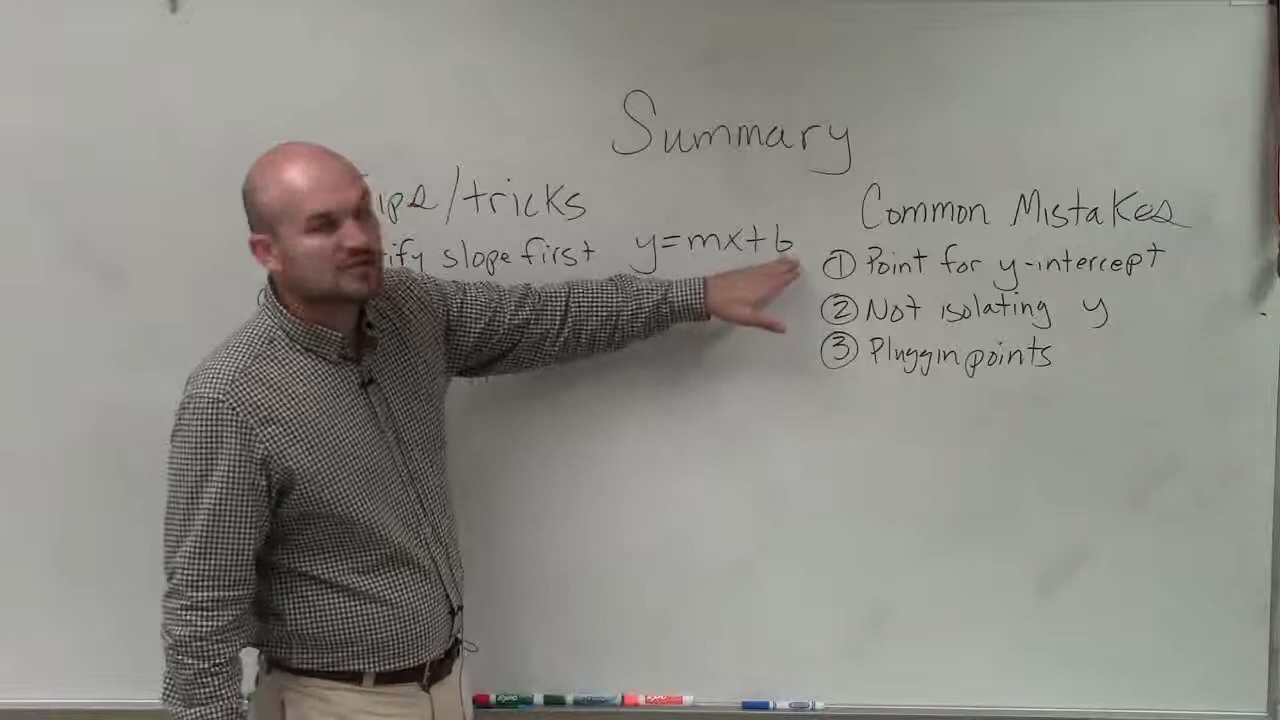 Summary
/tricks
slope first
y=mx+b
Common Mistakes
① Point for y-intercept
② Not isolating y
③ Pluggin points